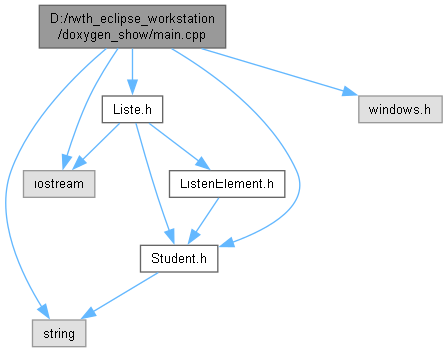 D:/rwth_eclipse_workstation
/doxygen_show/main.cpp
Liste.h
windows.h
iostream
ListenElement.h
Student.h
string